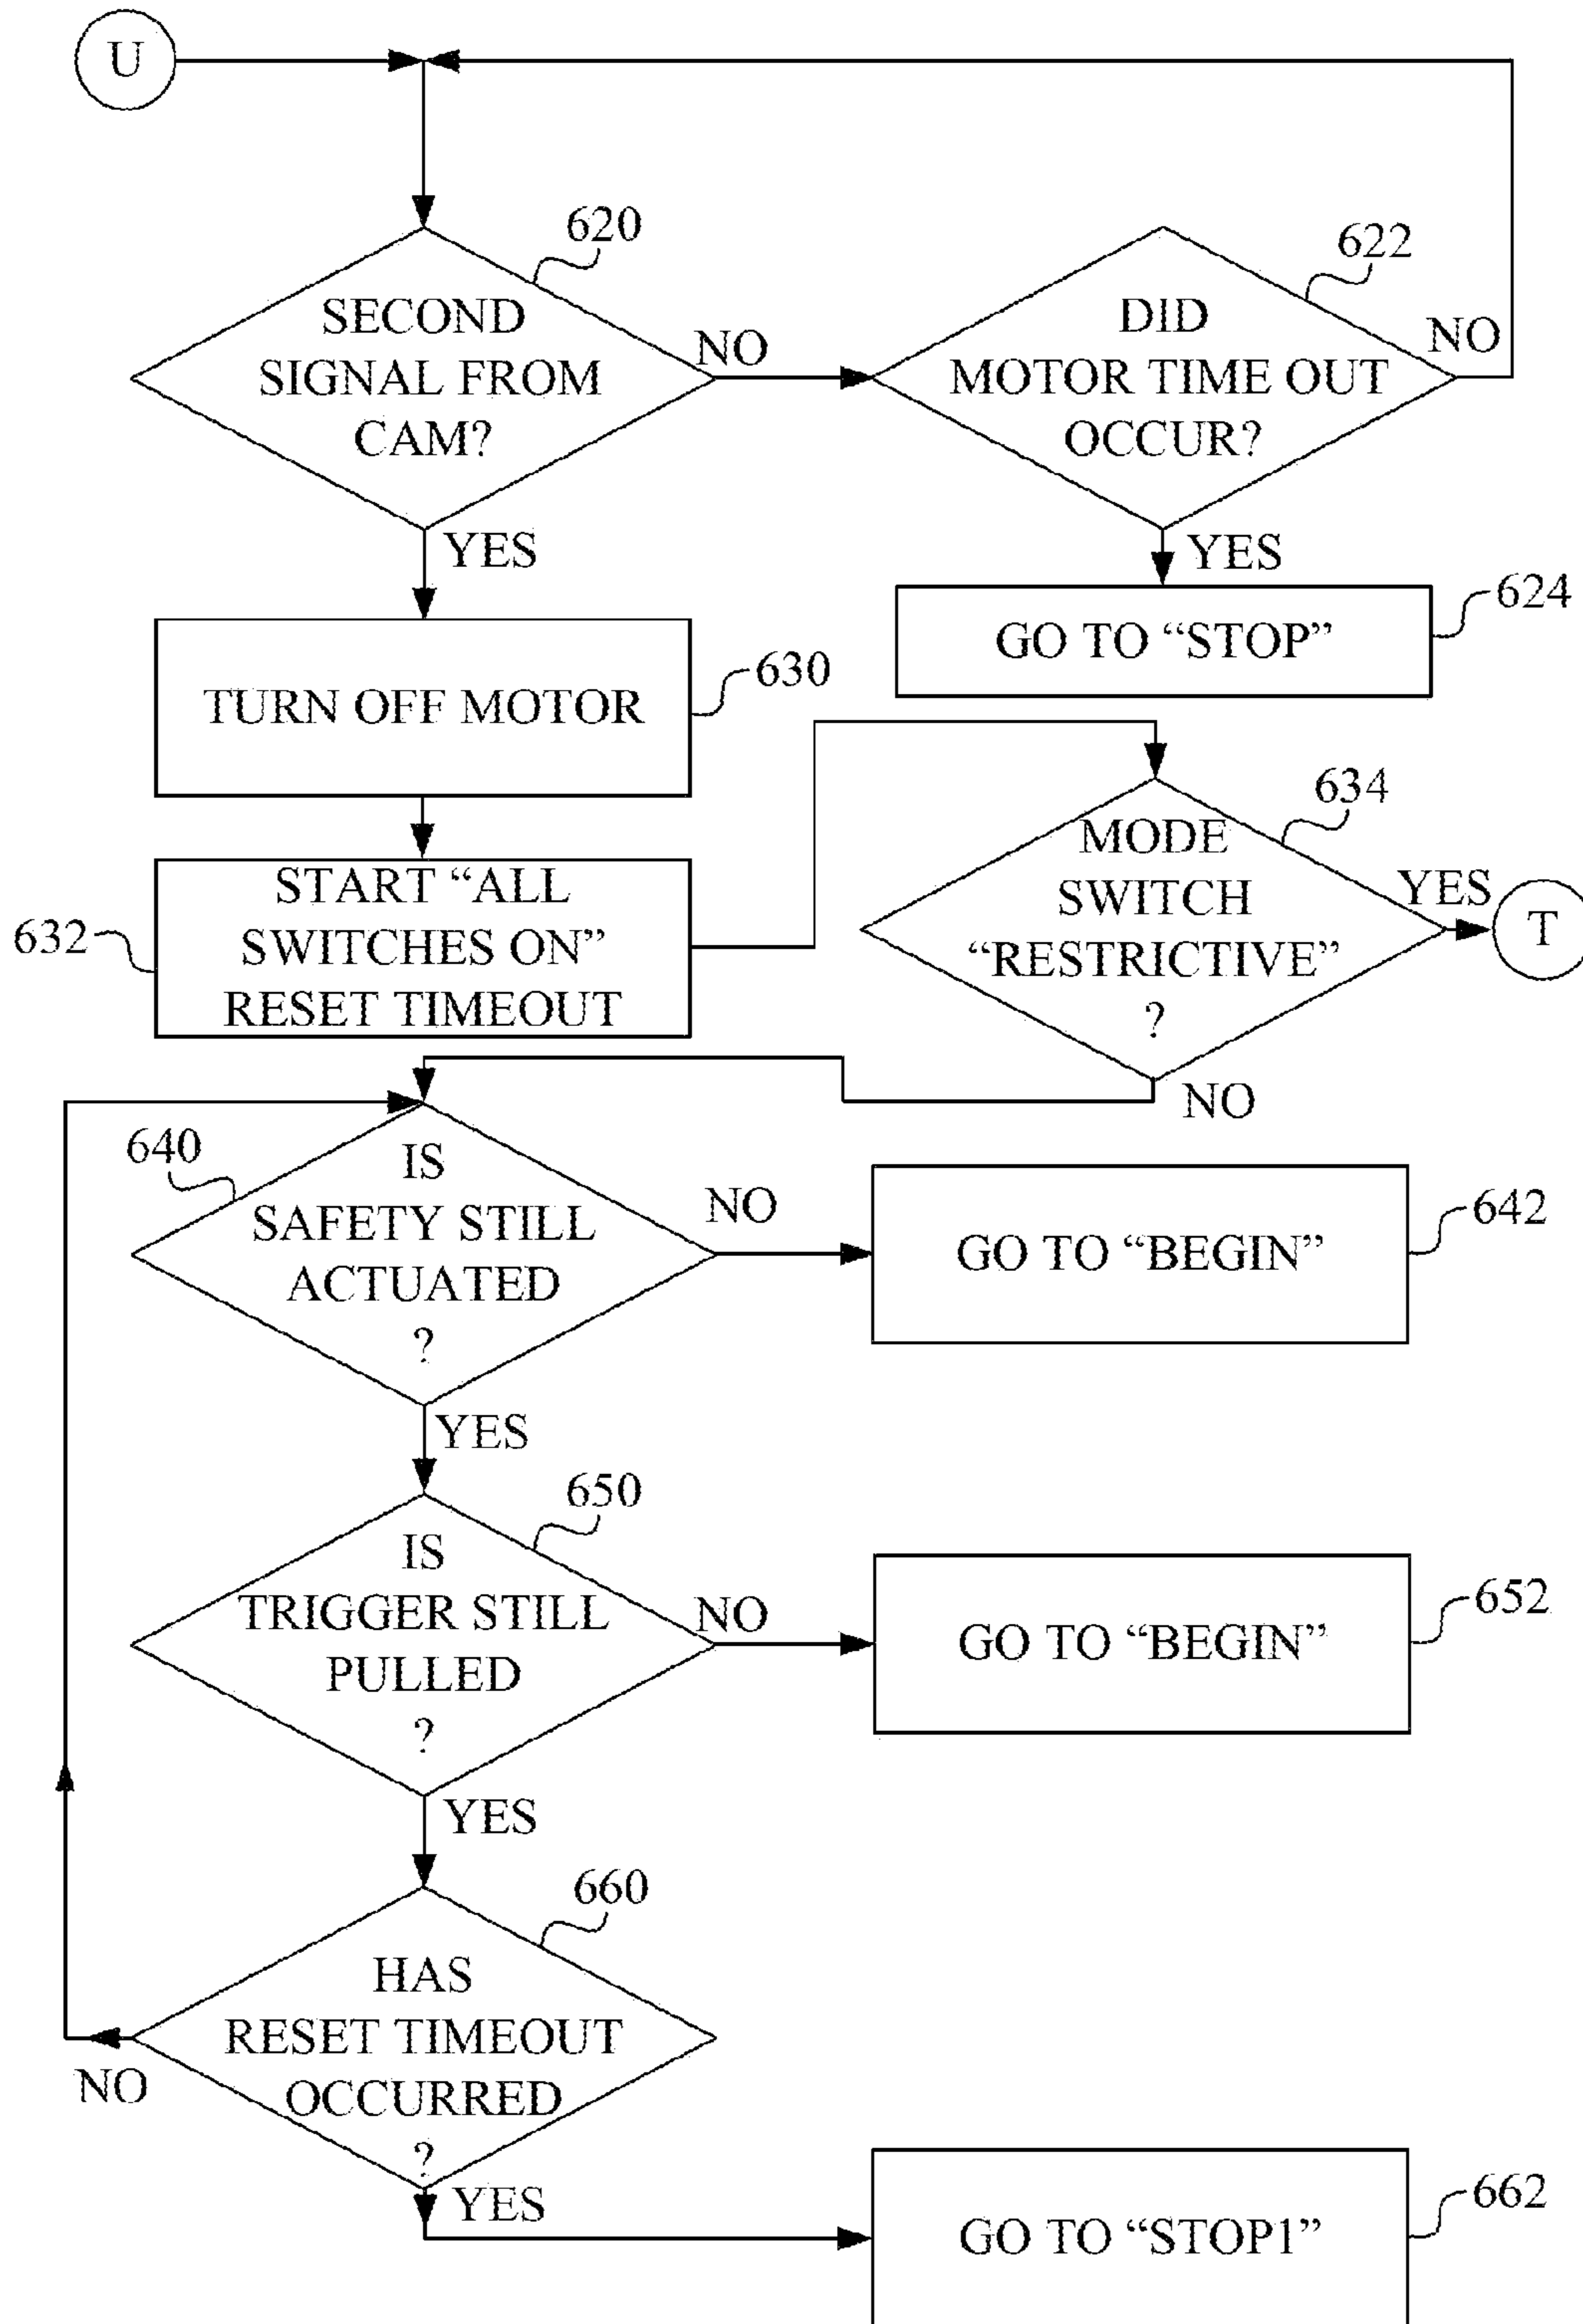 U
620
SECOND
SIGNAL FROM
CAM?
NO
YES
622
DID
MOTOR TIME OUT
OCCUR?
NO
YES
GO TO “STOP”
624
TURN OFF MOTOR
630
START “ALL
SWITCHES ON”
RESET TIMEOUT
632
634
MODE
SWITCH
“RESTRICTIVE”
?
YES
T
NO
640
IS
SAFETY STILL
ACTUATED
?
NO
YES
GO TO “BEGIN”
642
650
IS
TRIGGER STILL
PULLED
?
NO
YES
GO TO “BEGIN”
652
660
HAS
RESET TIMEOUT
OCCURRED
?
NO
YES
GO TO “STOP1”
662